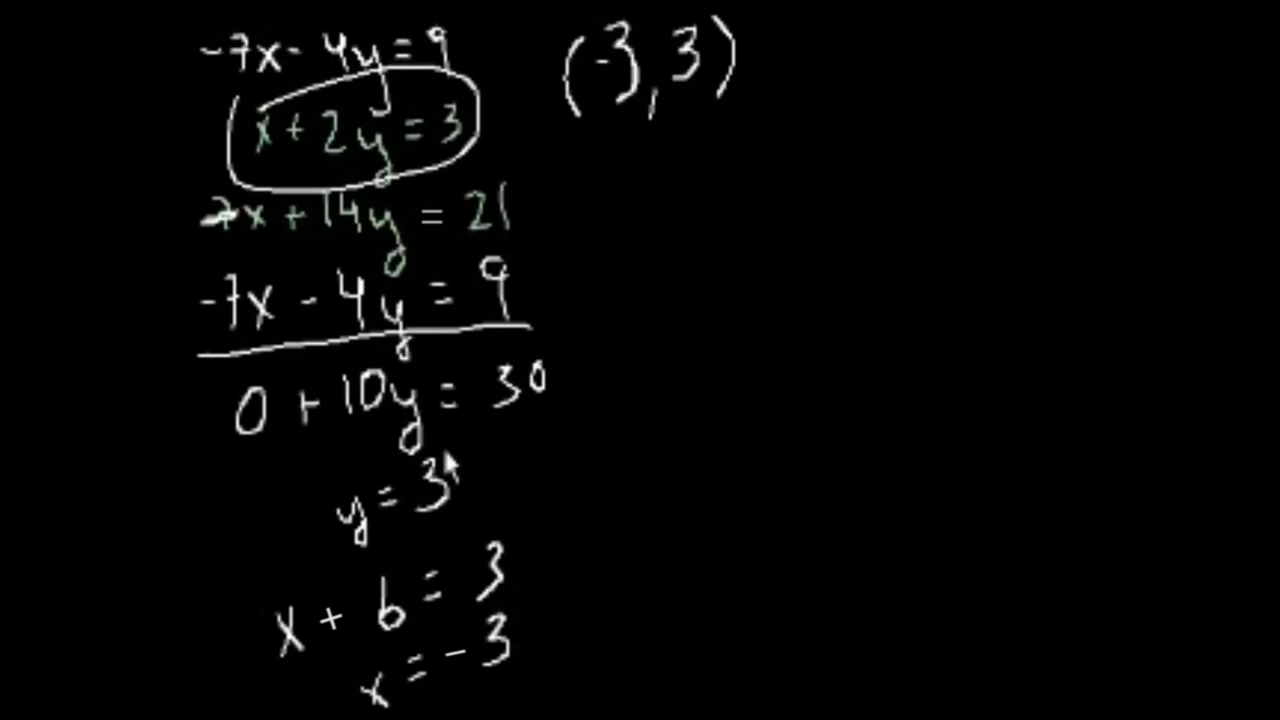 -7x - 4y = 9
(-3, 3)
x + 2y = 3
7x + 14y = 21
-7x - 4y = 9
0 + 10y = 30
y = 3
x + 6 = 3
x = -3